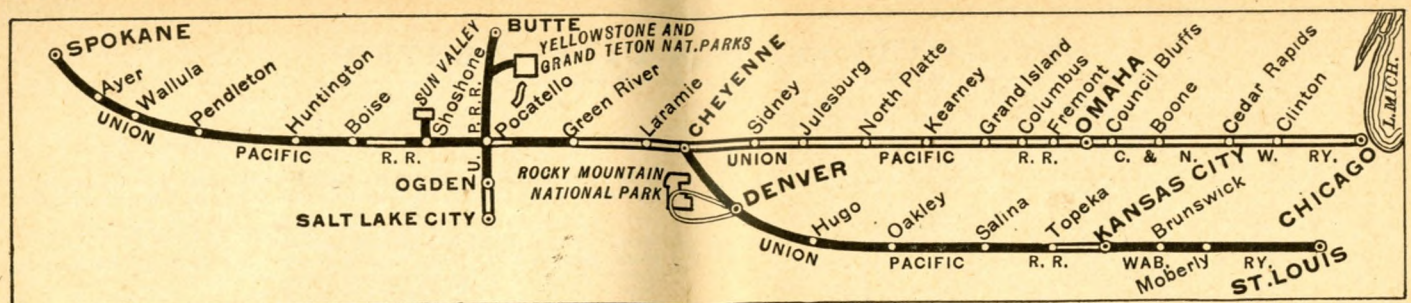 SPOKANE
Ayer
Wallula
Pendleton
Huntington
Boise
SUN VALLEY
Shoshone
BUTTE
YELLOWSTONE AND
GRAND TETON NAT. PARKS
Pocatello
Green River
Laramie
CHEYENNE
Sidney
Julesburg
North Platte
Kearney
Grand Island
Columbus
Fremont
OMAHA
Council Bluffs
Boone
Cedar Rapids
Clinton
L. MICH.
CHICAGO
UNION PACIFIC R. R.
U. P. R. R.
UNION PACIFIC R. R.
C. & N. W. RY.
OGDEN
SALT LAKE CITY
ROCKY MOUNTAIN
NATIONAL PARK
DENVER
Hugo
Oakley
Salina
Topeka
KANSAS CITY
Brunswick
Moberly
ST. LOUIS
UNION PACIFIC R. R.
WAB. RY.